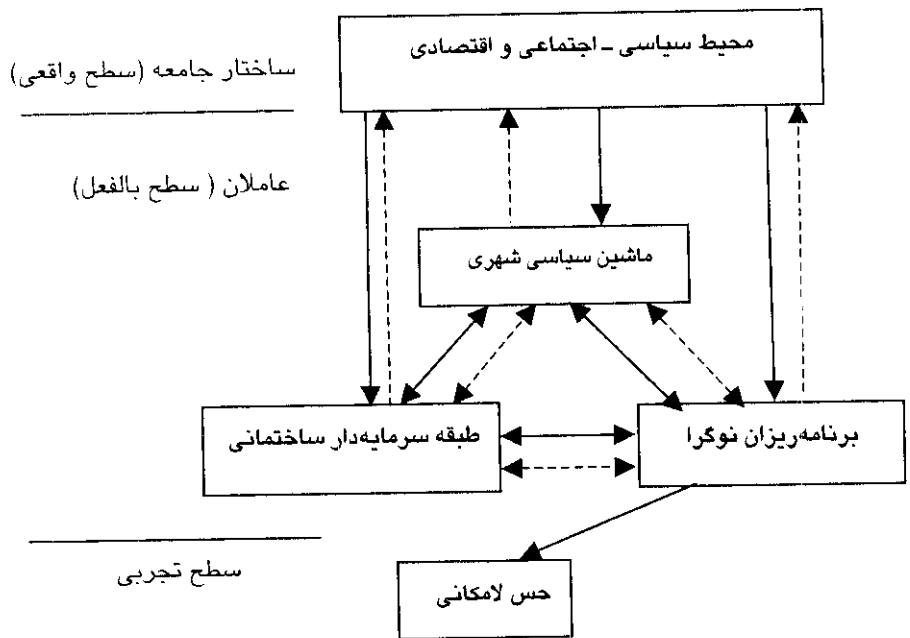 محیط سیاسی - اجتماعی و اقتصادی
ساختار جامعه (سطح واقعی)
عاملان ( سطح بالفعل)
ماشین سیاسی شهری
برنامه‌ریزان نوگرا
طبقه سرمایه‌دار ساختمانی
سطح تجربی
حس لامکانی